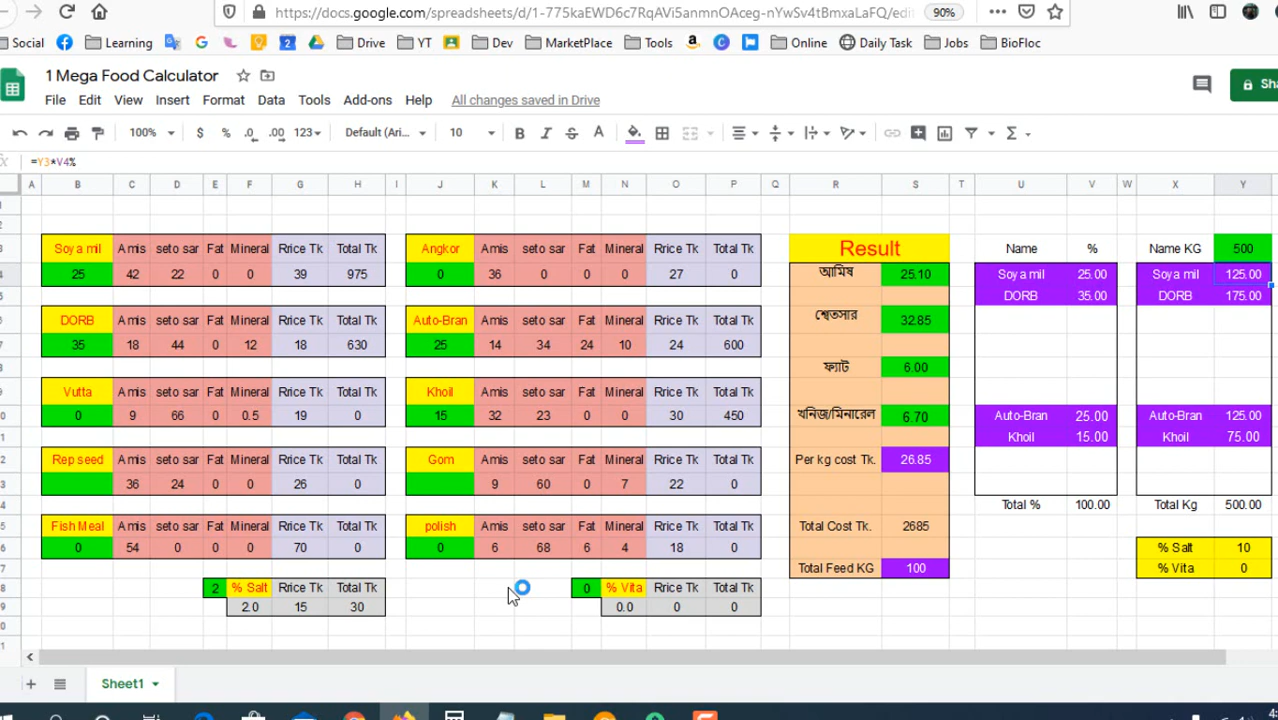 https://docs.google.com/spreadsheets/d/1-775kaEWD6c7RqAVi5anmnOAceg-nYwSv4tBmxaLaFQ/edi 90%
Social Learning Drive YT Dev MarketPlace Tools Online Daily Task Jobs BioFloc
1 Mega Food Calculator
File Edit View Insert Format Data Tools Add-ons Help All changes saved in Drive
100% $ % .0 .00 123 Default (Ari... 10 B I S A
=Y3*V4%
A B C D E F G H I J K L M N O P Q R S T U V W X Y
Soya mil Amis seto sar Fat Mineral Rrice Tk Total Tk Angkor Amis seto sar Fat Mineral Rrice Tk Total Tk Result Name % Name KG 500
25 42 22 0 0 39 975 0 36 0 0 0 27 0 আমিষ 25.10 Soya mil 25.00 Soya mil 125.00
DORB 35.00 DORB 175.00
DORB Amis seto sar Fat Mineral Rrice Tk Total Tk Auto-Bran Amis seto sar Fat Mineral Rrice Tk Total Tk শ্বেতসার 32.85
35 18 44 0 12 18 630 25 14 34 24 10 24 600
ফ্যাট 6.00
Vutta Amis seto sar Fat Mineral Rrice Tk Total Tk Khoil Amis seto sar Fat Mineral Rrice Tk Total Tk
0 9 66 0 0.5 19 0 15 32 23 0 0 30 450 খনিজ/মিনারেল 6.70 Auto-Bran 25.00 Auto-Bran 125.00
Khoil 15.00 Khoil 75.00
Rep seed Amis seto sar Fat Mineral Rrice Tk Total Tk Gom Amis seto sar Fat Mineral Rrice Tk Total Tk Per kg cost Tk. 26.85
36 24 0 0 26 0 9 60 0 7 22 0
Total % 100.00 Total Kg 500.00
Fish Meal Amis seto sar Fat Mineral Rrice Tk Total Tk polish Amis seto sar Fat Mineral Rrice Tk Total Tk Total Cost Tk. 2685
0 54 0 0 0 70 0 0 6 68 6 4 18 0 % Salt 10
Total Feed KG 100 % Vita 0
2 % Salt Rrice Tk Total Tk 0 % Vita Rrice Tk Total Tk
2.0 15 30 0.0 0 0
Sheet1